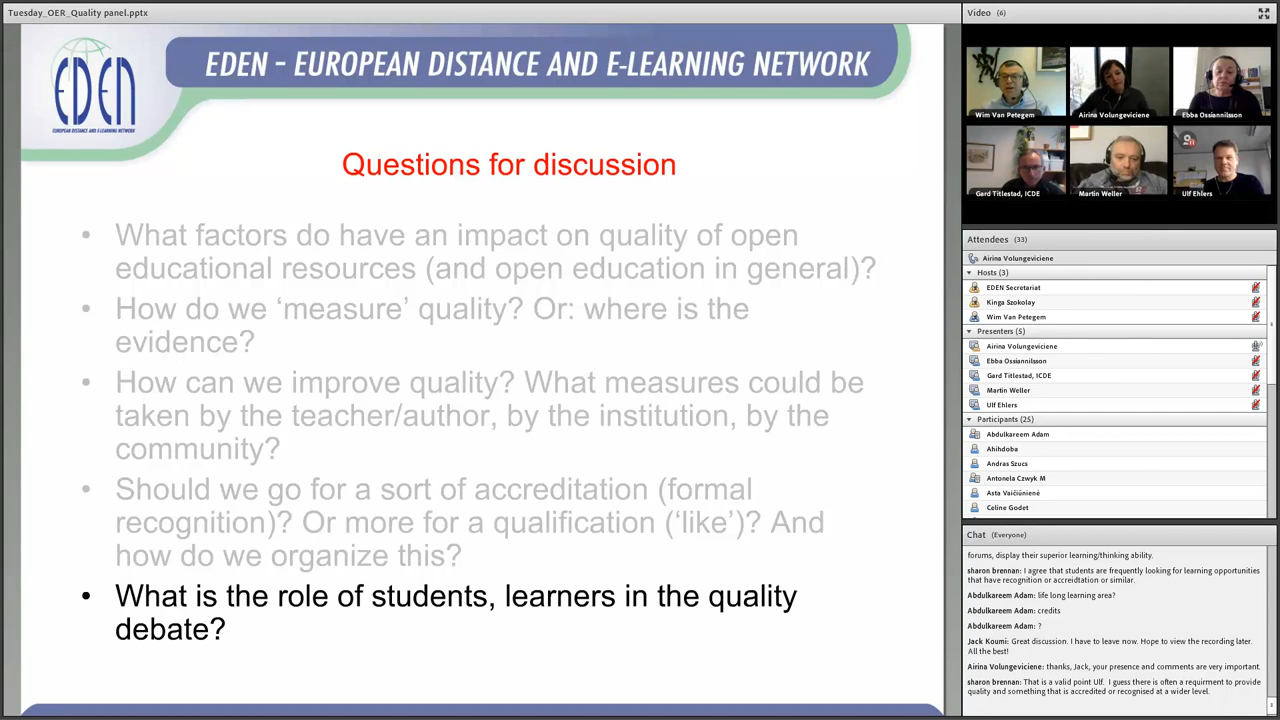 Tuesday_OER_Quality panel.pptx
EDEN
EUROPEAN DISTANCE AND E-LEARNING NETWORK
EDEN – EUROPEAN DISTANCE AND E-LEARNING NETWORK
Questions for discussion
• What factors do have an impact on quality of open
educational resources (and open education in general)?
• How do we ‘measure’ quality? Or: where is the
evidence?
• How can we improve quality? What measures could be
taken by the teacher/author, by the institution, by the
community?
• Should we go for a sort of accreditation (formal
recognition)? Or more for a qualification (‘like’)? And
how do we organize this?
• What is the role of students, learners in the quality
debate?
Video (6)
Wim Van Petegem
Airina Volungeviciene
Ebba Ossiannilsson
Gard Titlestad, ICDE
Martin Weller
Ulf Ehlers
Attendees (33)
Airina Volungeviciene
Hosts (3)
EDEN Secretariat
Kinga Szokolay
Wim Van Petegem
Presenters (5)
Airina Volungeviciene
Ebba Ossiannilsson
Gard Titlestad, ICDE
Martin Weller
Ulf Ehlers
Participants (25)
Abdulkareem Adam
Ahihdoba
Andras Szucs
Antonela Czwyk M
Asta Vaičiūnienė
Celine Godet
Chat (Everyone)
forums, display their superior learning/thinking ability.
sharon brennan: I agree that students are frequently looking for learning opportunities
that have recognition or accreidtation or similar.
Abdulkareem Adam: life long learning area?
Abdulkareem Adam: credits
Abdulkareem Adam: ?
Jack Koumi: Great discussion. I have to leave now. Hope to view the recording later.
All the best!
Airina Volungeviciene: thanks, Jack, your presence and comments are very important.
sharon brennan: That is a valid point Ulf. I guess there is often a requirment to provide
quality and something that is accredited or recognised at a wider level.